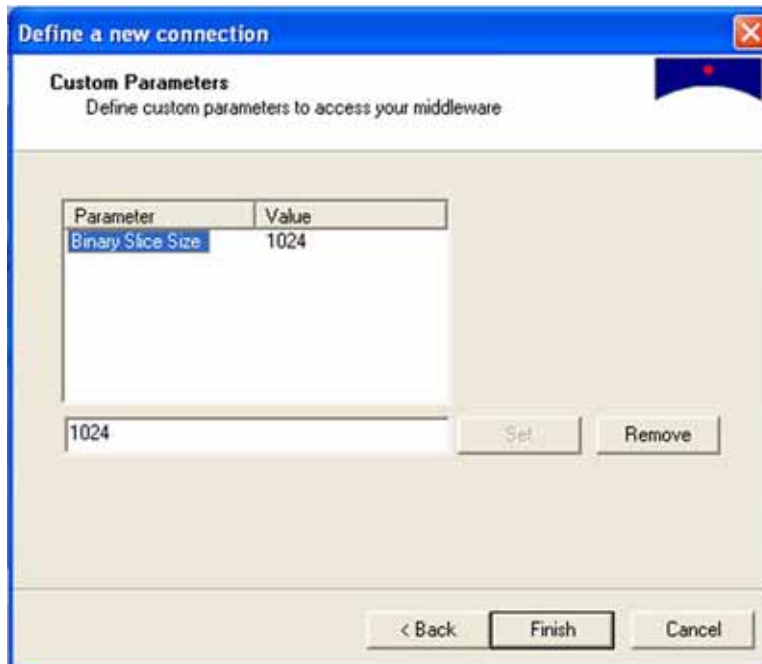 Define a new connection
Custom Parameters
Define custom parameters to access your middleware
Parameter Value
Binary Slice Size 1024
1024 Set Remove
< Back Finish Cancel